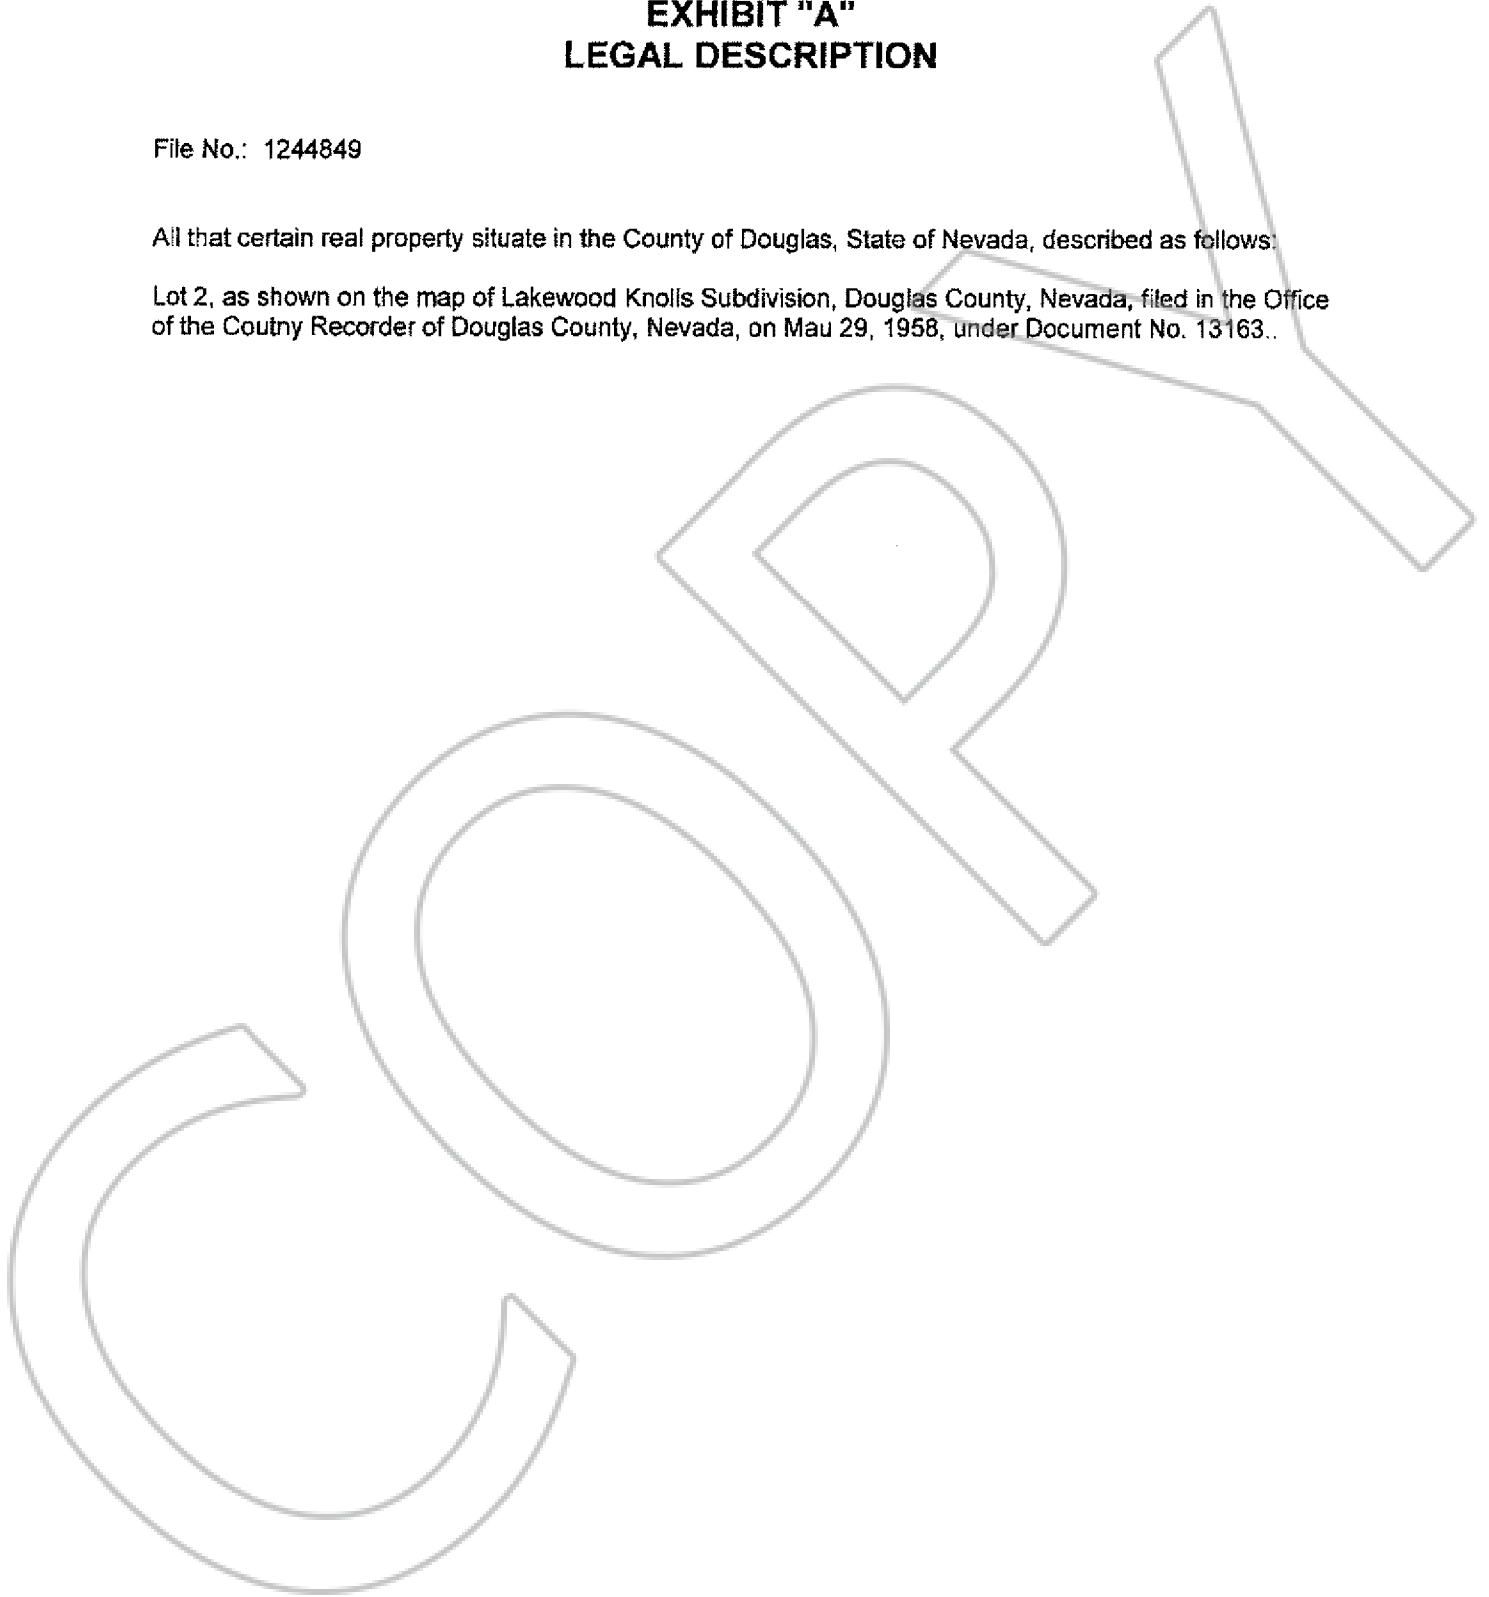 EXHIBIT "A"
LEGAL DESCRIPTION
File No.: 1244849
All that certain real property situate in the County of Douglas, State of Nevada, described as follows:
Lot 2, as shown on the map of Lakewood Knolls Subdivision, Douglas County, Nevada, filed in the Office
of the Coutny Recorder of Douglas County, Nevada, on Mau 29, 1958, under Document No. 13163..
COPY